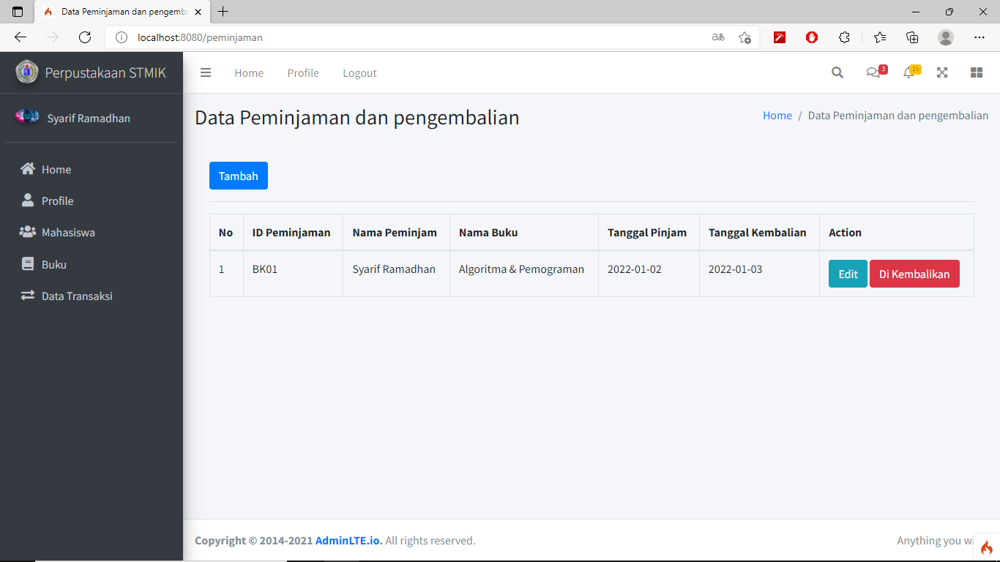 Data Peminjaman dan pengemb
localhost:8080/peminjaman
Perpustakaan STMIK
Home Profile Logout
3
15
Syarif Ramadhan
Home
Profile
Mahasiswa
Buku
Data Transaksi
Data Peminjaman dan pengembalian
Home / Data Peminjaman dan pengembalian
Tambah
No ID Peminjaman Nama Peminjam Nama Buku Tanggal Pinjam Tanggal Kembalian Action
1 BK01 Syarif Ramadhan Algoritma & Pemograman 2022-01-02 2022-01-03 Edit Di Kembalikan
Copyright © 2014-2021 AdminLTE.io. All rights reserved.
Anything you